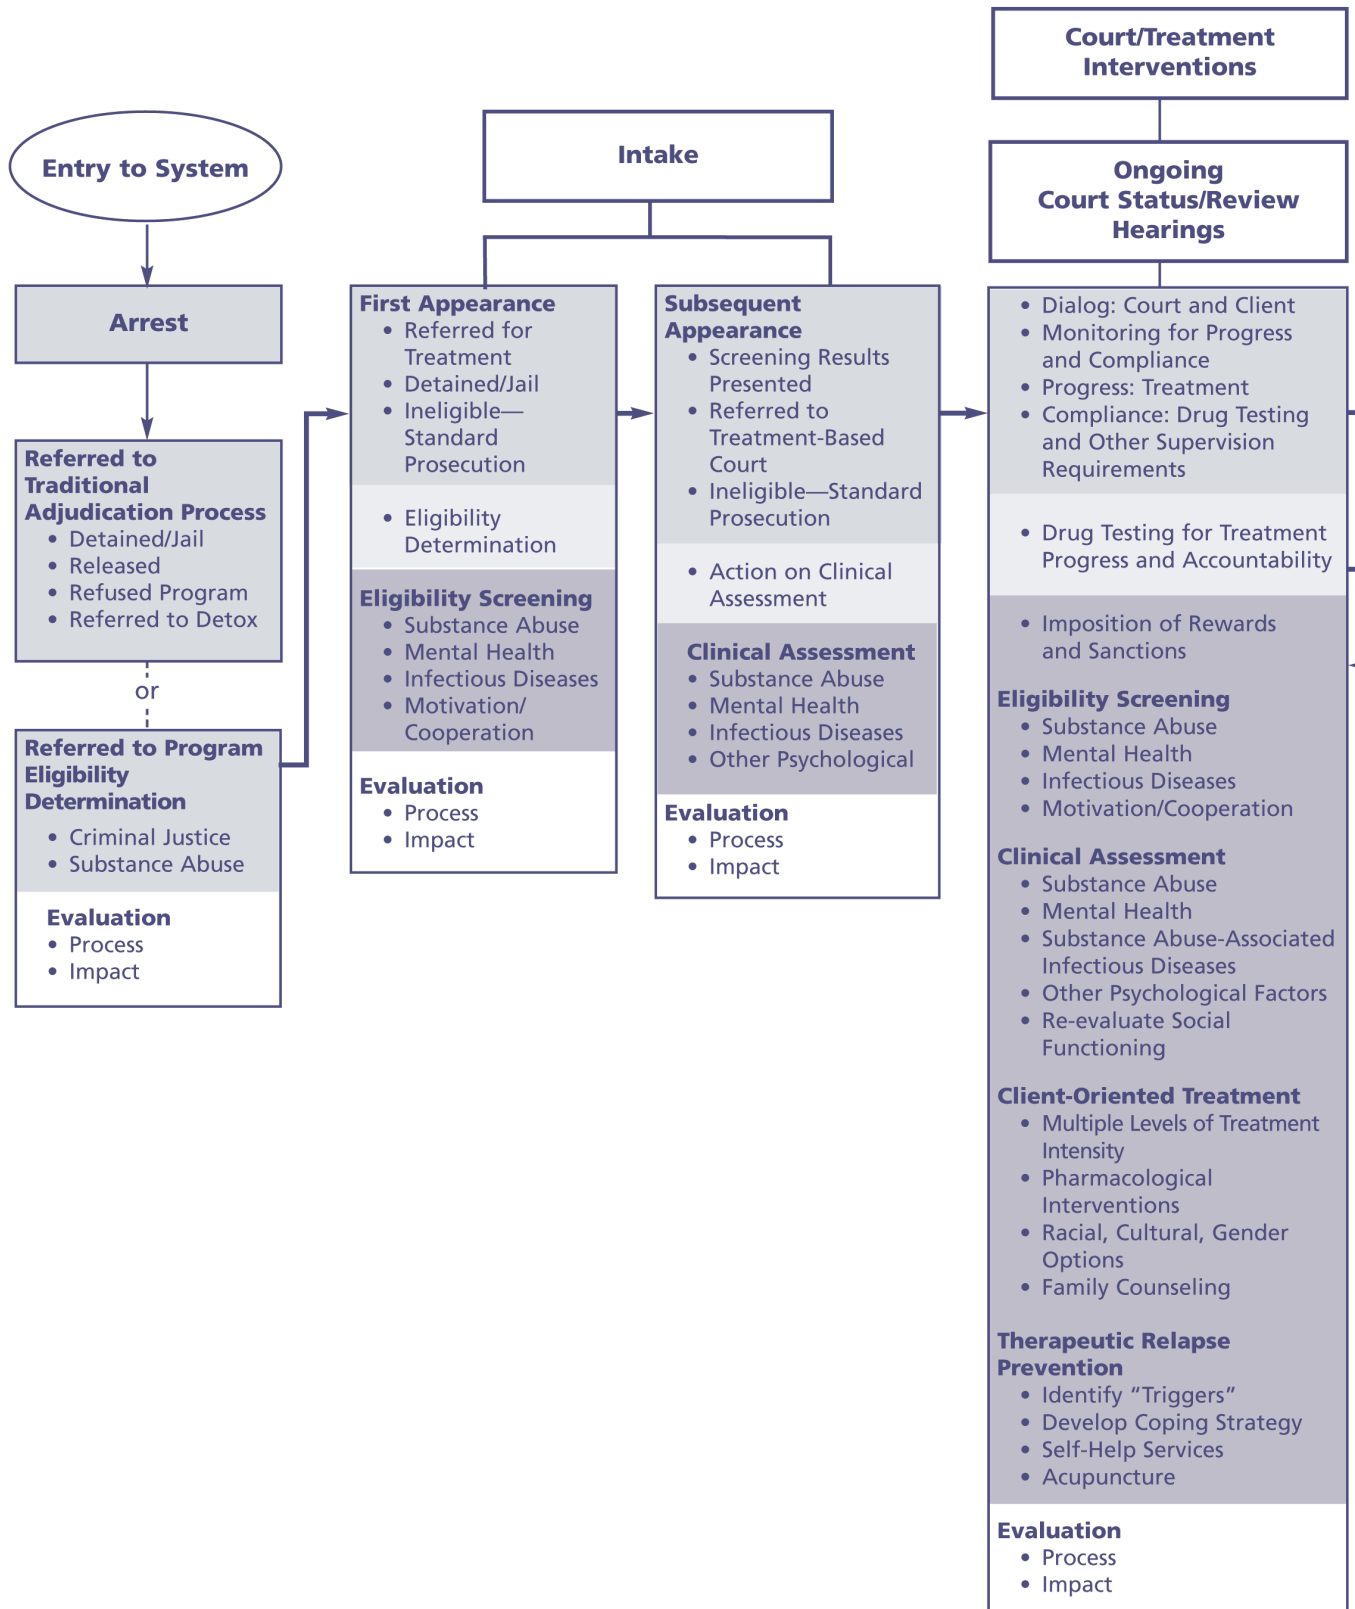 Entry to System
Arrest
Referred to
Traditional
Adjudication Process
• Detained/Jail
• Released
• Refused Program
• Referred to Detox
or
Referred to Program
Eligibility
Determination
• Criminal Justice
• Substance Abuse
Evaluation
• Process
• Impact
Intake
First Appearance
• Referred for
Treatment
• Detained/Jail
• Ineligible—
Standard
Prosecution
• Eligibility
Determination
Eligibility Screening
• Substance Abuse
• Mental Health
• Infectious Diseases
• Motivation/
Cooperation
Evaluation
• Process
• Impact
Subsequent
Appearance
• Screening Results
Presented
• Referred to
Treatment-Based
Court
• Ineligible—Standard
Prosecution
• Action on Clinical
Assessment
Clinical Assessment
• Substance Abuse
• Mental Health
• Infectious Diseases
• Other Psychological
Evaluation
• Process
• Impact
Court/Treatment
Interventions
Ongoing
Court Status/Review
Hearings
• Dialog: Court and Client
• Monitoring for Progress
and Compliance
• Progress: Treatment
• Compliance: Drug Testing
and Other Supervision
Requirements
• Drug Testing for Treatment
Progress and Accountability
• Imposition of Rewards
and Sanctions
Eligibility Screening
• Substance Abuse
• Mental Health
• Infectious Diseases
• Motivation/Cooperation
Clinical Assessment
• Substance Abuse
• Mental Health
• Substance Abuse-Associated
Infectious Diseases
• Other Psychological Factors
• Re-evaluate Social
Functioning
Client-Oriented Treatment
• Multiple Levels of Treatment
Intensity
• Pharmacological
Interventions
• Racial, Cultural, Gender
Options
• Family Counseling
Therapeutic Relapse
Prevention
• Identify “Triggers”
• Develop Coping Strategy
• Self-Help Services
• Acupuncture
Evaluation
• Process
• Impact